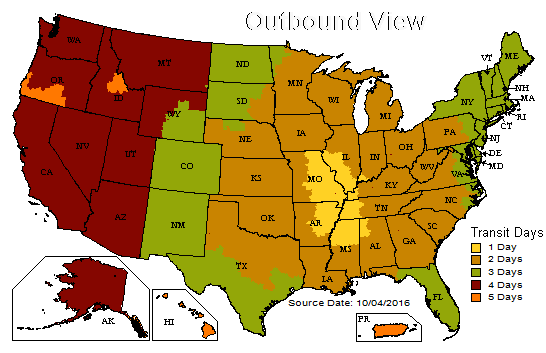 Outbound View
WA
MT
ND
MN
VT
ME
OR
ID
SD
WI
MI
NY
NH
MA
WY
RI
CT
NE
IA
PA
NJ
NV
UT
CO
IL
IN
OH
DE
MD
CA
KS
MO
WV
VA
KY
AZ
NM
OK
AR
TN
NC
SC
TX
MS
AL
GA
LA
FL
AK
HI
PR
Transit Days
1 Day
2 Days
3 Days
4 Days
5 Days
Source Date: 10/04/2016